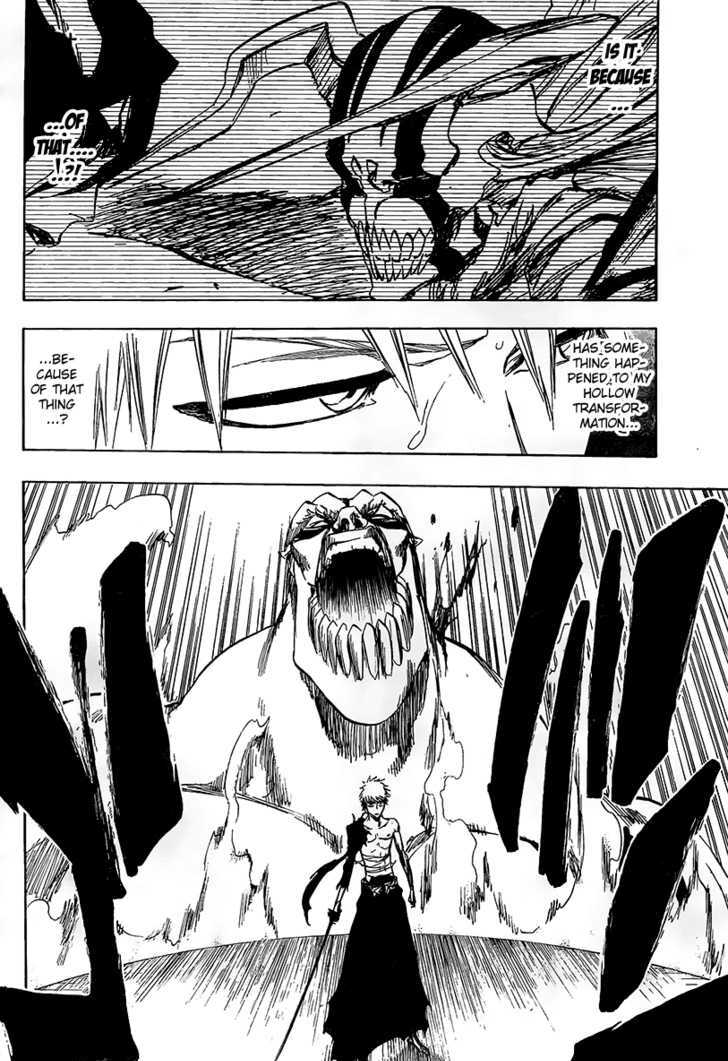 IS IT
BECAUSE
...
...OF
THAT....
...?!
HAS SOME-
THING HAP-
PENED TO MY
HOLLOW
TRANSFOR-
MATION...
...BE-
CAUSE
OF THAT
THING
...?